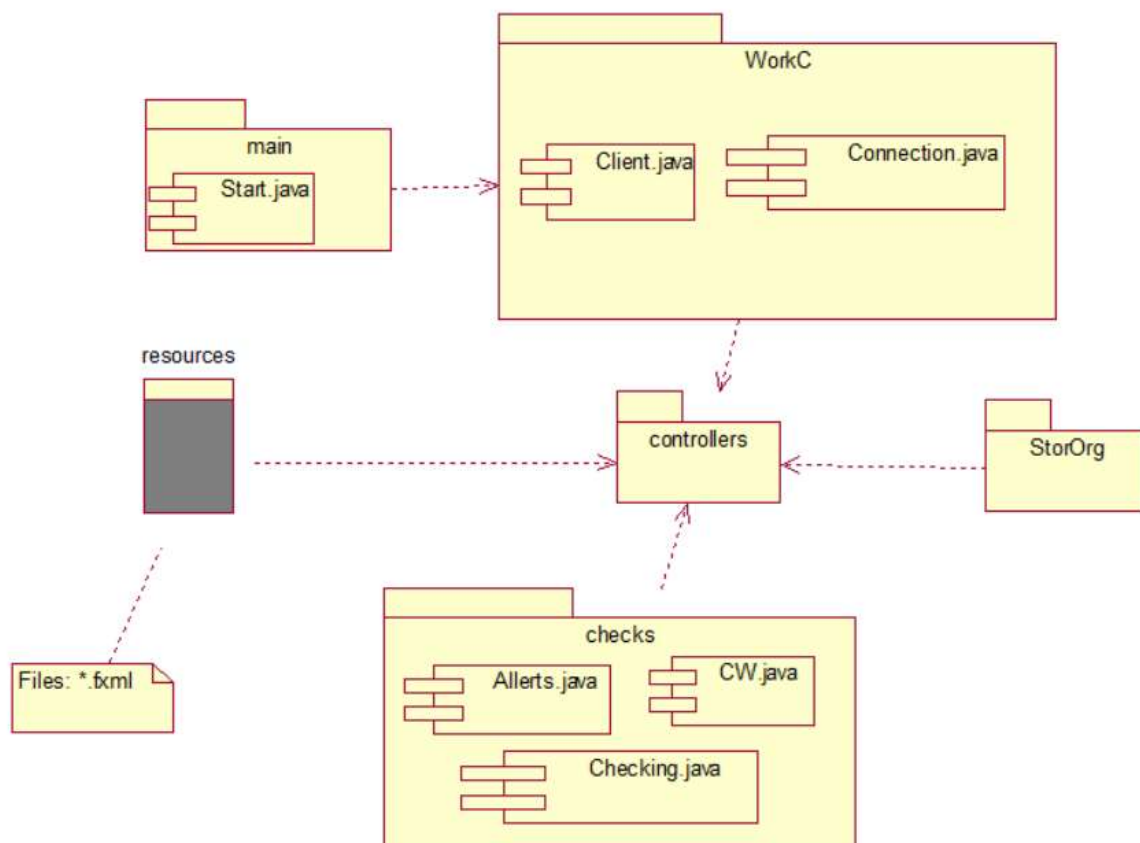 WorkC
main
Client.java
Connection.java
Start.java
resources
controllers
StorOrg
checks
Files: *.fxml
Allerts.java
CW.java
Checking.java